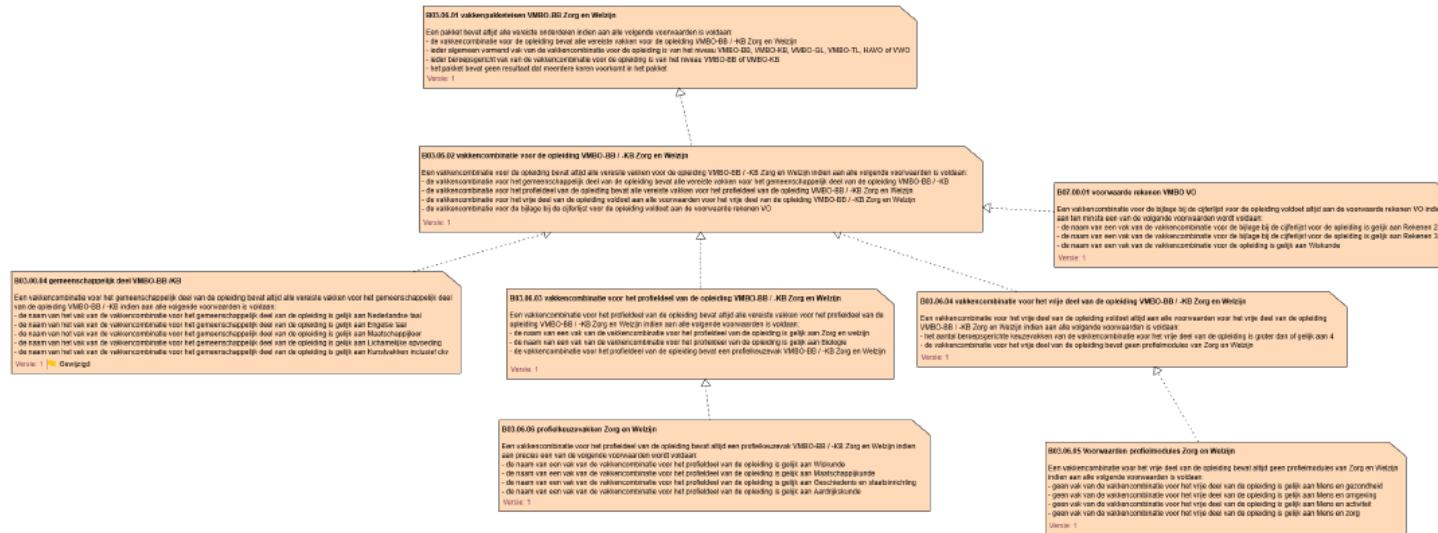 B03.06.01 vakkenpakketeisen VMBO-BB Zorg en Welzijn
Een pakket bevat altijd alle vereiste onderdelen indien aan alle volgende voorwaarden is voldaan:
- de vakkencombinatie voor de opleiding bevat alle vereiste vakken voor de opleiding VMBO-BB / -KB Zorg en Welzijn
- ieder algemeen vormend vak van de vakkencombinatie voor de opleiding is van het niveau VMBO-BB, VMBO-KB, VMBO-GL, VMBO-TL, HAVO of VWO
- ieder beroepsgericht vak van de vakkencombinatie voor de opleiding is van het niveau VMBO-BB of VMBO-KB
- het pakket bevat geen resultaat dat meerdere keren voorkomt in het pakket
Versie: 1
B03.06.02 vakkencombinatie voor de opleiding VMBO-BB / -KB Zorg en Welzijn
Een vakkencombinatie voor de opleiding bevat altijd alle vereiste vakken voor de opleiding VMBO-BB / -KB Zorg en Welzijn indien aan alle volgende voorwaarden is voldaan:
- de vakkencombinatie voor het gemeenschappelijk deel van de opleiding bevat alle vereiste vakken voor het gemeenschappelijk deel van de opleiding VMBO-BB / -KB
- de vakkencombinatie voor het profieldeel van de opleiding bevat alle vereiste vakken voor het profieldeel van de opleiding VMBO-BB / -KB Zorg en Welzijn
- de vakkencombinatie voor het vrije deel van de opleiding voldoet aan alle voorwaarden voor het vrije deel van de opleiding VMBO-BB / -KB Zorg en Welzijn
- de vakkencombinatie voor de bijlage bij de cijferlijst voor de opleiding voldoet aan de voorwaarde rekenen VO
Versie: 1
B07.00.01 voorwaarde rekenen VMBO VO
Een vakkencombinatie voor de bijlage bij de cijferlijst voor de opleiding voldoet altijd aan de voorwaarde rekenen VO indie
aan ten minste een van de volgende voorwaarden wordt voldaan:
- de naam van een vak van de vakkencombinatie voor de bijlage bij de cijferlijst voor de opleiding is gelijk aan Rekenen 2
- de naam van een vak van de vakkencombinatie voor de bijlage bij de cijferlijst voor de opleiding is gelijk aan Rekenen 3
- de naam van een vak van de vakkencombinatie voor de opleiding is gelijk aan Wiskunde
Versie: 1
B03.00.04 gemeenschappelijk deel VMBO-BB /KB
Een vakkencombinatie voor het gemeenschappelijk deel van de opleiding bevat altijd alle vereiste vakken voor het gemeenschappelijk deel
van de opleiding VMBO-BB / -KB indien aan alle volgende voorwaarden is voldaan:
- de naam van het vak van de vakkencombinatie voor het gemeenschappelijk deel van de opleiding is gelijk aan Nederlandse taal
- de naam van het vak van de vakkencombinatie voor het gemeenschappelijk deel van de opleiding is gelijk aan Engelse taal
- de naam van het vak van de vakkencombinatie voor het gemeenschappelijk deel van de opleiding is gelijk aan Maatschappijleer
- de naam van het vak van de vakkencombinatie voor het gemeenschappelijk deel van de opleiding is gelijk aan Lichamelijke opvoeding
- de naam van het vak van de vakkencombinatie voor het gemeenschappelijk deel van de opleiding is gelijk aan Kunstvakken inclusief ckv
Versie: 1 Gewijzigd
B03.06.03 vakkencombinatie voor het profieldeel van de opleiding VMBO-BB / -KB Zorg en Welzijn
Een vakkencombinatie voor het profieldeel van de opleiding bevat altijd alle vereiste vakken voor het profieldeel van de
opleiding VMBO-BB / -KB Zorg en Welzijn indien aan alle volgende voorwaarden is voldaan:
- de naam van een vak van de vakkencombinatie voor het profieldeel van de opleiding is gelijk aan Zorg en welzijn
- de naam van een vak van de vakkencombinatie voor het profieldeel van de opleiding is gelijk aan Biologie
- de vakkencombinatie voor het profieldeel van de opleiding bevat een profielkeuzevak VMBO-BB / -KB Zorg en Welzijn
Versie: 1
B03.06.04 vakkencombinatie voor het vrije deel van de opleiding VMBO-BB / -KB Zorg en Welzijn
Een vakkencombinatie voor het vrije deel van de opleiding voldoet altijd aan alle voorwaarden voor het vrije deel van de opleiding
VMBO-BB / -KB Zorg en Welzijn indien aan alle volgende voorwaarden is voldaan:
- het aantal beroepsgerichte keuzevakken van de vakkencombinatie voor het vrije deel van de opleiding is groter dan of gelijk aan 4
- de vakkencombinatie voor het vrije deel van de opleiding bevat geen profielmodules van Zorg en Welzijn
Versie: 1
B03.06.06 profielkeuzevakken Zorg en Welzijn
Een vakkencombinatie voor het profieldeel van de opleiding bevat altijd een profielkeuzevak VMBO-BB / -KB Zorg en Welzijn indien
aan precies een van de volgende voorwaarden wordt voldaan:
- de naam van een vak van de vakkencombinatie voor het profieldeel van de opleiding is gelijk aan Wiskunde
- de naam van een vak van de vakkencombinatie voor het profieldeel van de opleiding is gelijk aan Maatschappijkunde
- de naam van een vak van de vakkencombinatie voor het profieldeel van de opleiding is gelijk aan Geschiedenis en staatsinrichting
- de naam van een vak van de vakkencombinatie voor het profieldeel van de opleiding is gelijk aan Aardrijkskunde
Versie: 1
B03.06.05 Voorwaarden profielmodules Zorg en Welzijn
Een vakkencombinatie voor het vrije deel van de opleiding bevat altijd geen profielmodules van Zorg en Welzijn
indien aan alle volgende voorwaarden is voldaan:
- geen vak van de vakkencombinatie voor het vrije deel van de opleiding is gelijk aan Mens en gezondheid
- geen vak van de vakkencombinatie voor het vrije deel van de opleiding is gelijk aan Mens en omgeving
- geen vak van de vakkencombinatie voor het vrije deel van de opleiding is gelijk aan Mens en activiteit
- geen vak van de vakkencombinatie voor het vrije deel van de opleiding is gelijk aan Mens en zorg
Versie: 1